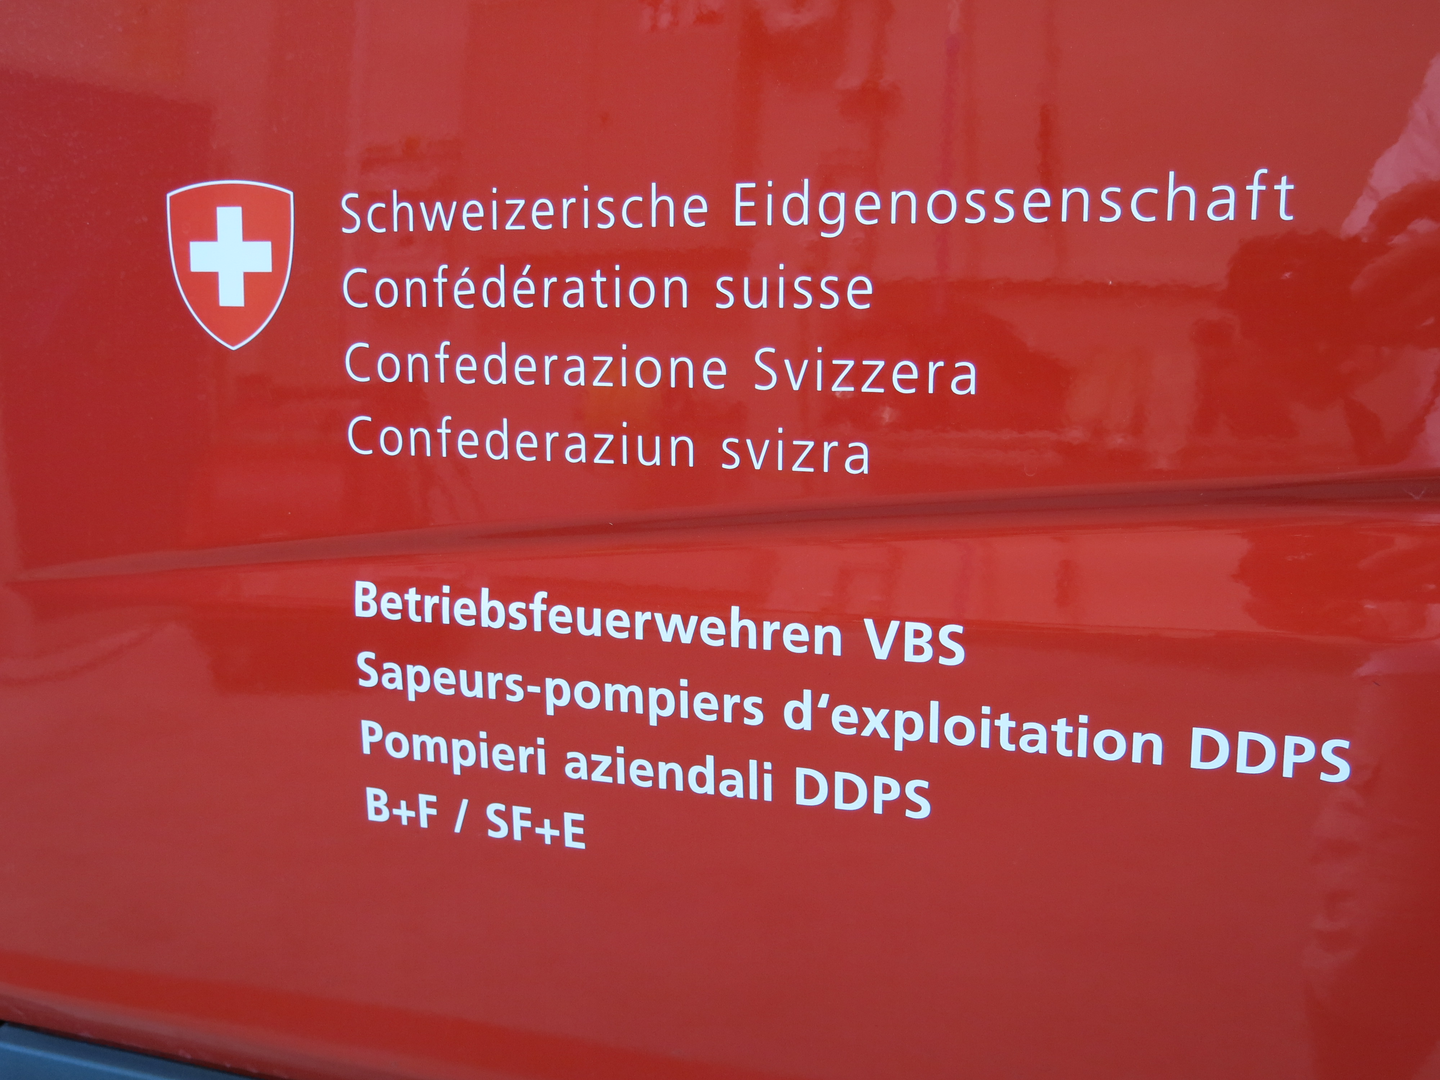 Schweizerische Eidgenossenschaft
Confédération suisse
Confederazione Svizzera
Confederaziun svizra
Betriebsfeuerwehren VBS
Sapeurs-pompiers d‘exploitation DDPS
Pompieri aziendali DDPS
B+F / SF+E